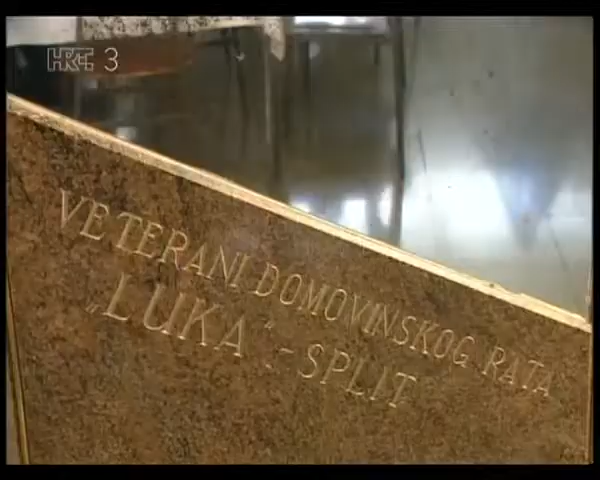 HRT 3
VETERANI DOMOVINSKOG RATA
„LUKA“ - SPLIT